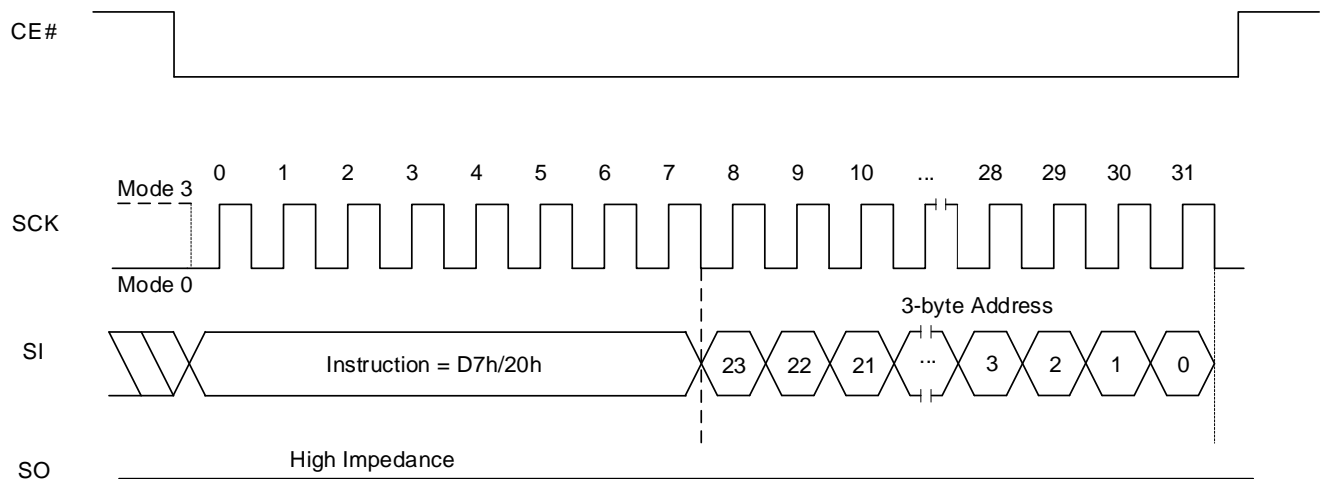 CE#
0 1 2 3 4 5 6 7 8 9 10 ... 28 29 30 31
Mode 3
SCK
Mode 0
3-byte Address
SI
Instruction = D7h/20h 23 22 21 ... 3 2 1 0
High Impedance
SO